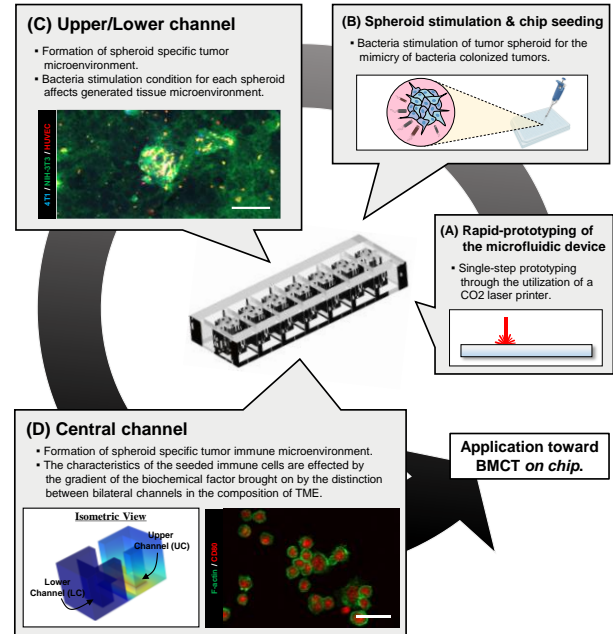 (C) Upper/Lower channel
▪ Formation of spheroid specific tumor
microenvironment.
▪ Bacteria stimulation condition for each spheroid
affects generated tissue microenvironment.
4T1 / NIH-3T3 / HUVEC
(B) Spheroid stimulation & chip seeding
▪ Bacteria stimulation of tumor spheroid for the
mimicry of bacteria colonized tumors.
(A) Rapid-prototyping of
the microfluidic device
▪ Single-step prototyping
through the utilization of a
CO2 laser printer.
(D) Central channel
▪ Formation of spheroid specific tumor immune microenvironment.
▪ The characteristics of the seeded immune cells are effected by
the gradient of the biochemical factor brought on by the distinction
between bilateral channels in the composition of TME.
Isometric View
Upper
Channel (UC)
Lower
Channel (LC)
F-actin / CD80
Application toward
BMCT on chip.